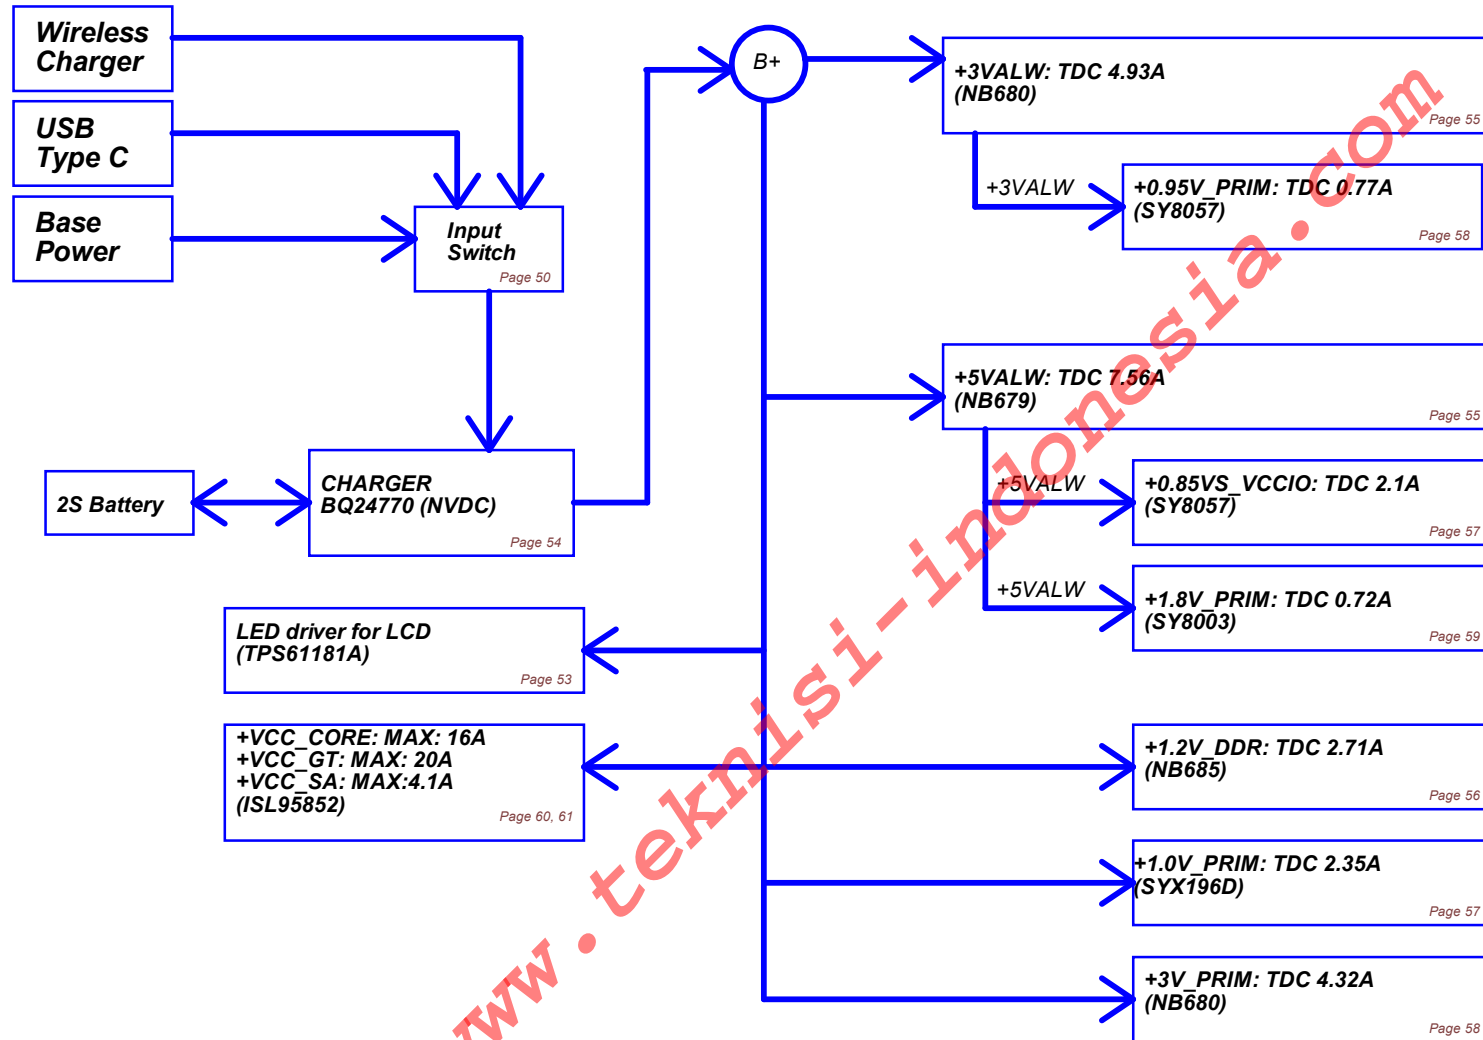 Wireless
Charger
USB
Type C
Base
Power
Input
Switch
Page 50
2S Battery
CHARGER
BQ24770 (NVDC)
Page 54
B+
+3VALW: TDC 4.93A
(NB680)
Page 55
+3VALW
+0.95V_PRIM: TDC 0.77A
(SY8057)
Page 58
+5VALW: TDC 7.56A
(NB679)
Page 55
+5VALW
+0.85VS_VCCIO: TDC 2.1A
(SY8057)
Page 57
+5VALW
+1.8V_PRIM: TDC 0.72A
(SY8003)
Page 59
LED driver for LCD
(TPS61181A)
Page 53
+VCC_CORE: MAX: 16A
+VCC_GT: MAX: 20A
+VCC_SA: MAX:4.1A
(ISL95852)
Page 60, 61
+1.2V_DDR: TDC 2.71A
(NB685)
Page 56
+1.0V_PRIM: TDC 2.35A
(SYX196D)
Page 57
+3V_PRIM: TDC 4.32A
(NB680)
Page 58
www.teknisi-indonesia.com